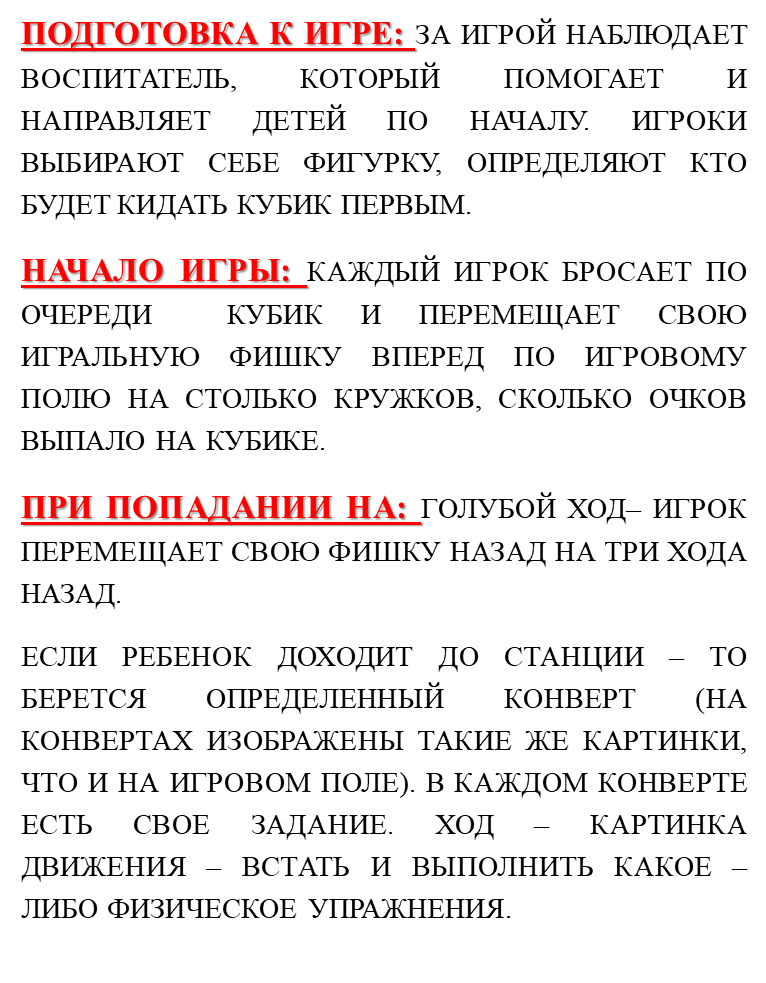 ПОДГОТОВКА К ИГРЕ: ЗА ИГРОЙ НАБЛЮДАЕТ
ВОСПИТАТЕЛЬ, КОТОРЫЙ ПОМОГАЕТ И
НАПРАВЛЯЕТ ДЕТЕЙ ПО НАЧАЛУ. ИГРОКИ
ВЫБИРАЮТ СЕБЕ ФИГУРКУ, ОПРЕДЕЛЯЮТ КТО
БУДЕТ КИДАТЬ КУБИК ПЕРВЫМ.
НАЧАЛО ИГРЫ: КАЖДЫЙ ИГРОК БРОСАЕТ ПО
ОЧЕРЕДИ КУБИК И ПЕРЕМЕЩАЕТ СВОЮ
ИГРАЛЬНУЮ ФИШКУ ВПЕРЕД ПО ИГРОВОМУ
ПОЛЮ НА СТОЛЬКО КРУЖКОВ, СКОЛЬКО ОЧКОВ
ВЫПАЛО НА КУБИКЕ.
ПРИ ПОПАДАНИИ НА: ГОЛУБОЙ ХОД– ИГРОК
ПЕРЕМЕЩАЕТ СВОЮ ФИШКУ НАЗАД НА ТРИ ХОДА
НАЗАД.
ЕСЛИ РЕБЕНОК ДОХОДИТ ДО СТАНЦИИ – ТО
БЕРЕТСЯ ОПРЕДЕЛЕННЫЙ КОНВЕРТ (НА
КОНВЕРТАХ ИЗОБРАЖЕНЫ ТАКИЕ ЖЕ КАРТИНКИ,
ЧТО И НА ИГРОВОМ ПОЛЕ). В КАЖДОМ КОНВЕРТЕ
ЕСТЬ СВОЕ ЗАДАНИЕ. ХОД – КАРТИНКА
ДВИЖЕНИЯ – ВСТАТЬ И ВЫПОЛНИТЬ КАКОЕ –
ЛИБО ФИЗИЧЕСКОЕ УПРАЖНЕНИЯ.